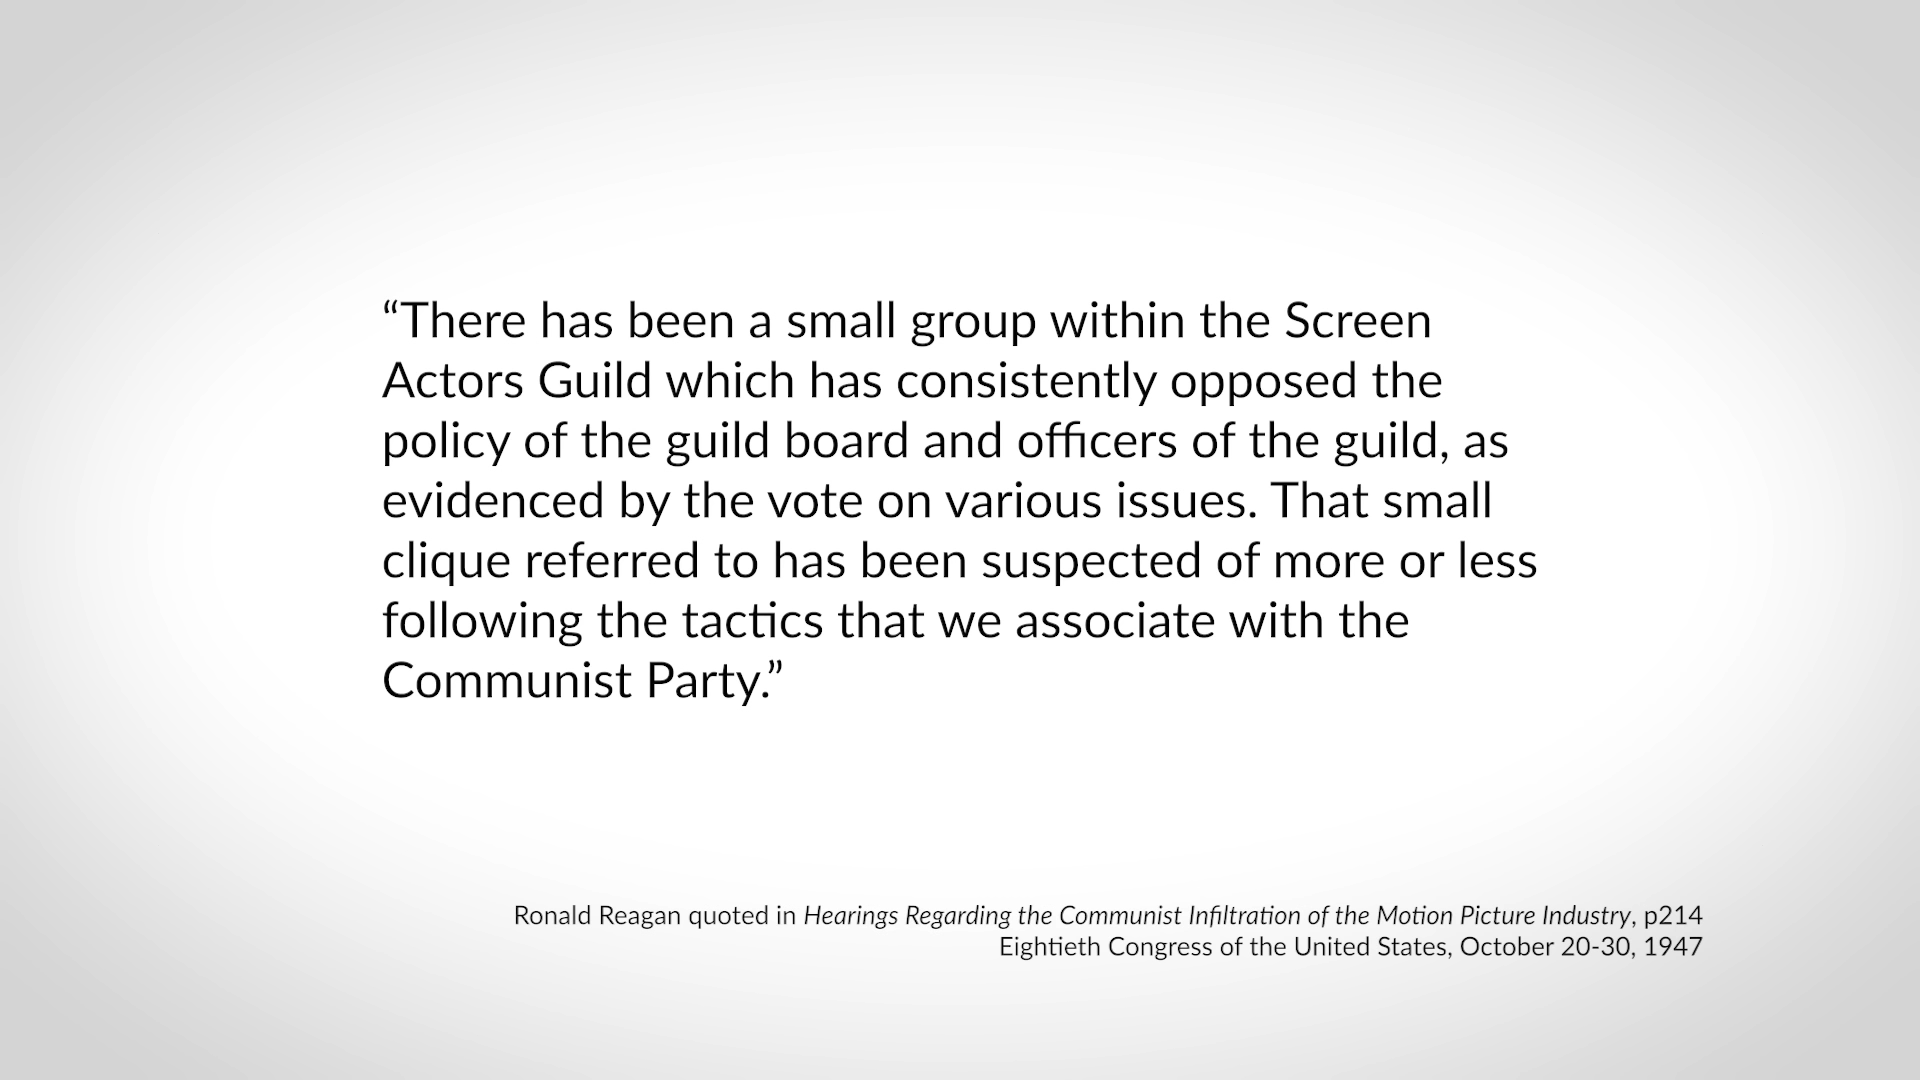 “There has been a small group within the Screen
Actors Guild which has consistently opposed the
policy of the guild board and officers of the guild, as
evidenced by the vote on various issues. That small
clique referred to has been suspected of more or less
following the tactics that we associate with the
Communist Party.”
Ronald Reagan quoted in Hearings Regarding the Communist Infiltration of the Motion Picture Industry, p214
Eightieth Congress of the United States, October 20-30, 1947